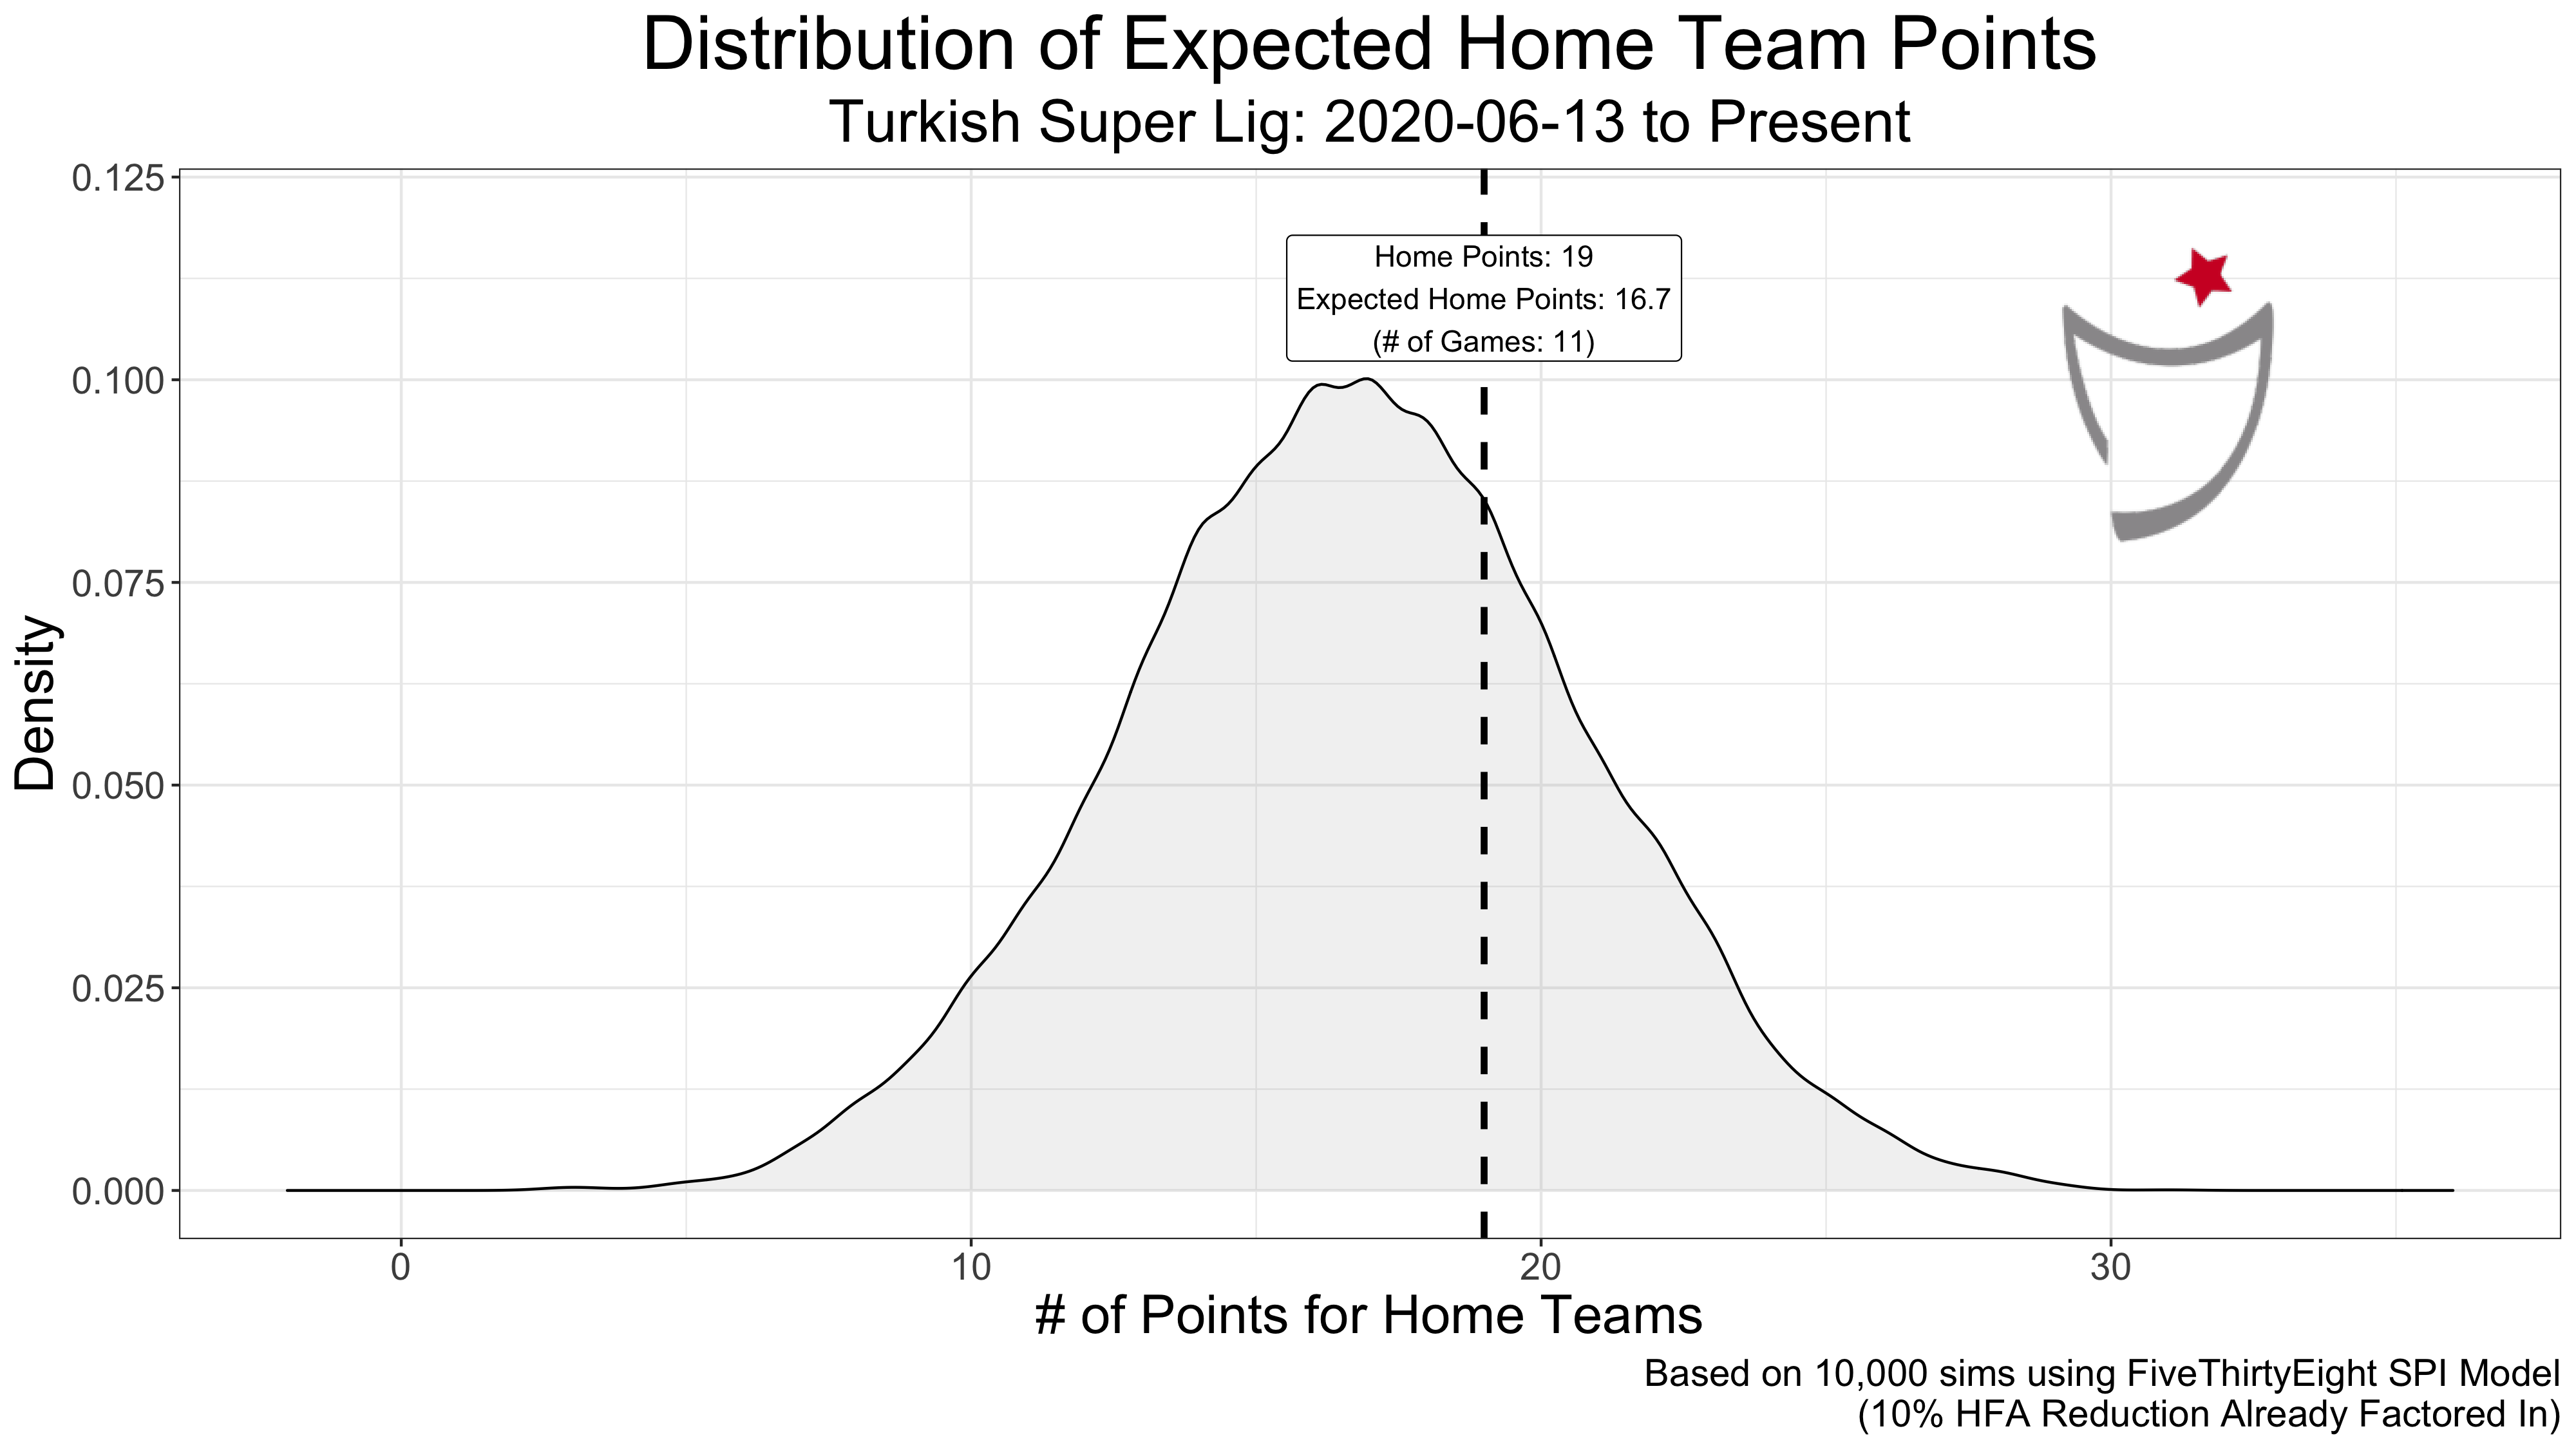 Distribution of Expected Home Team Points
Turkish Super Lig: 2020-06-13 to Present
0.125
0.100
0.075
0.050
0.025
0.000
Density
Home Points: 19
Expected Home Points: 16.7
(# of Games: 11)
0 10 20 30
# of Points for Home Teams
Based on 10,000 sims using FiveThirtyEight SPI Model
(10% HFA Reduction Already Factored In)